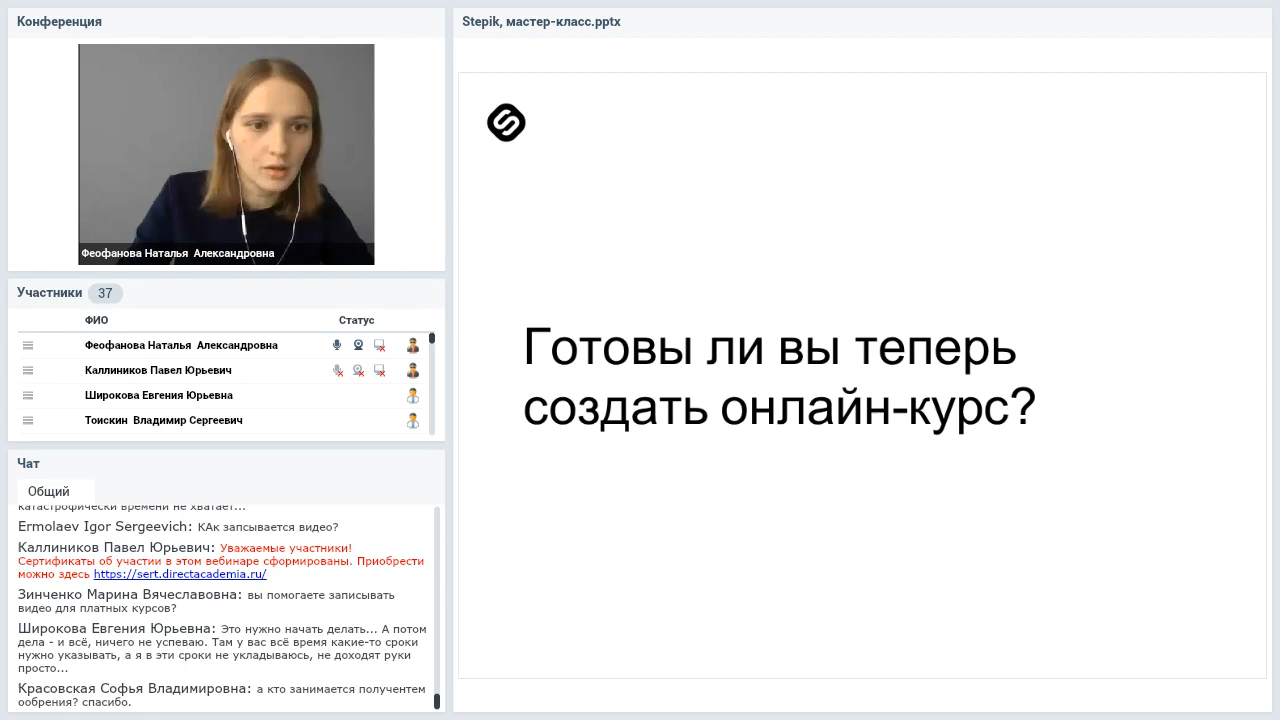 Конференция
Феофанова Наталья Александровна
Участники 37
ФИО Статус
Феофанова Наталья Александровна
Каллиников Павел Юрьевич
Широкова Евгения Юрьевна
Тоискин Владимир Сергеевич
Чат
Общий
катастрофически времени не хватает...
Ermolaev Igor Sergeevich: КАк запсывается видео?
Каллиников Павел Юрьевич: Уважаемые участники!
Сертификаты об участии в этом вебинаре сформированы. Приобрести
можно здесь https://sert.directacademia.ru/
Зинченко Марина Вячеславовна: вы помогаете записывать
видео для платных курсов?
Широкова Евгения Юрьевна: Это нужно начать делать... А потом
дела - и всё, ничего не успеваю. Там у вас всё время какие-то сроки
нужно указывать, а я в эти сроки не укладываюсь, не доходят руки
просто...
Красовская Софья Владимировна: а кто занимается получентем
ообрения? спасибо.
Stepik, мастер-класс.pptx
Готовы ли вы теперь
создать онлайн-курс?